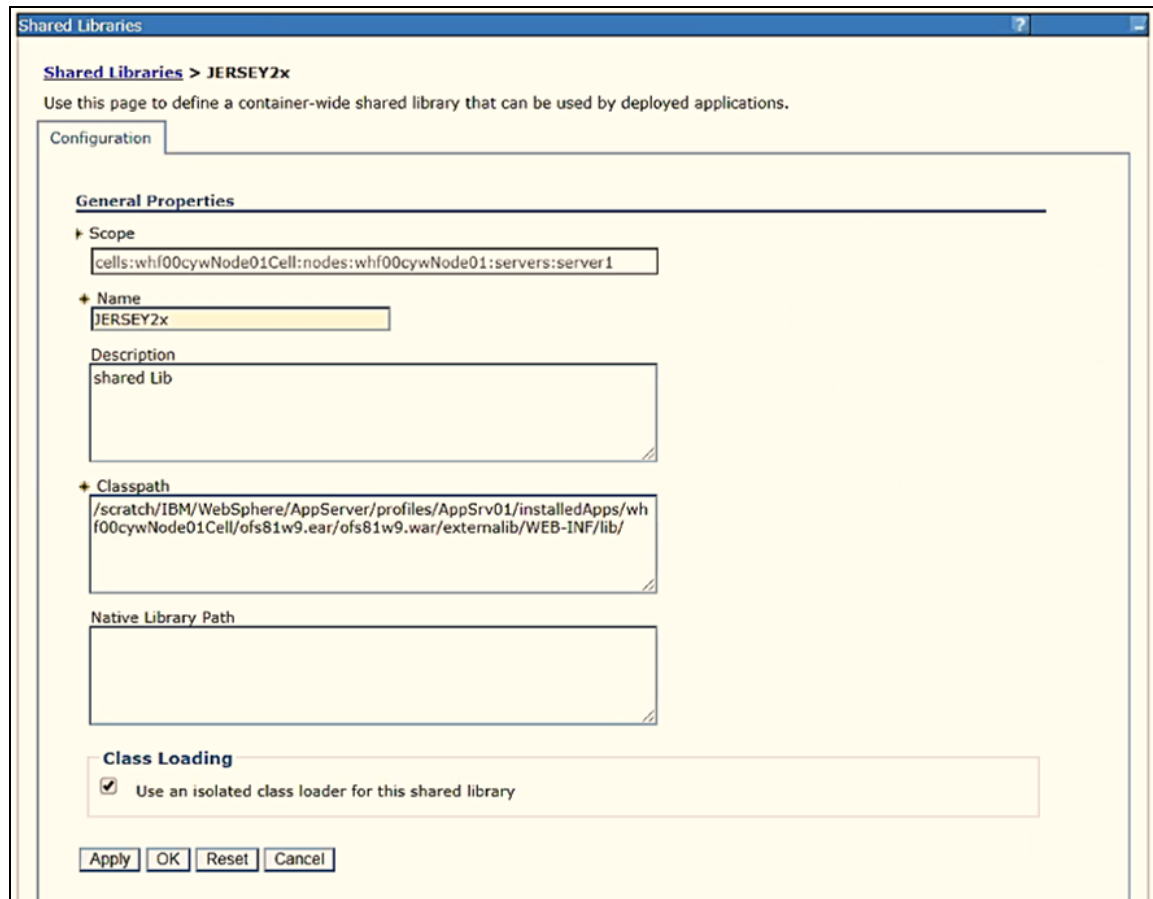 Shared Libraries
?
Shared Libraries > JERSEY2x
Use this page to define a container-wide shared library that can be used by deployed applications.
Configuration
General Properties
Scope
cells:whf00cywNode01Cell:nodes:whf00cywNode01:servers:server1
Name
JERSEY2x
Description
shared Lib
Classpath
/scratch/IBM/WebSphere/AppServer/profiles/AppSrv01/installedApps/wh
f00cywNode01Cell/ofs81w9.ear/ofs81w9.war/externalib/WEB-INF/lib/
Native Library Path
Class Loading
Use an isolated class loader for this shared library
Apply OK Reset Cancel